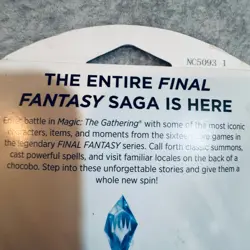 NC5093 1
THE ENTIRE FINAL
FANTASY SAGA IS HERE
battle in Magic: The Gathering® with some of the most iconic
characters, items, and moments from the games in
the legendary FINAL FANTASY series. Call forth classic summons,
cast powerful spells, and visit familiar locales on the back of a
chocobo. Step into these unforgettable stories and give them a
whole new spin!